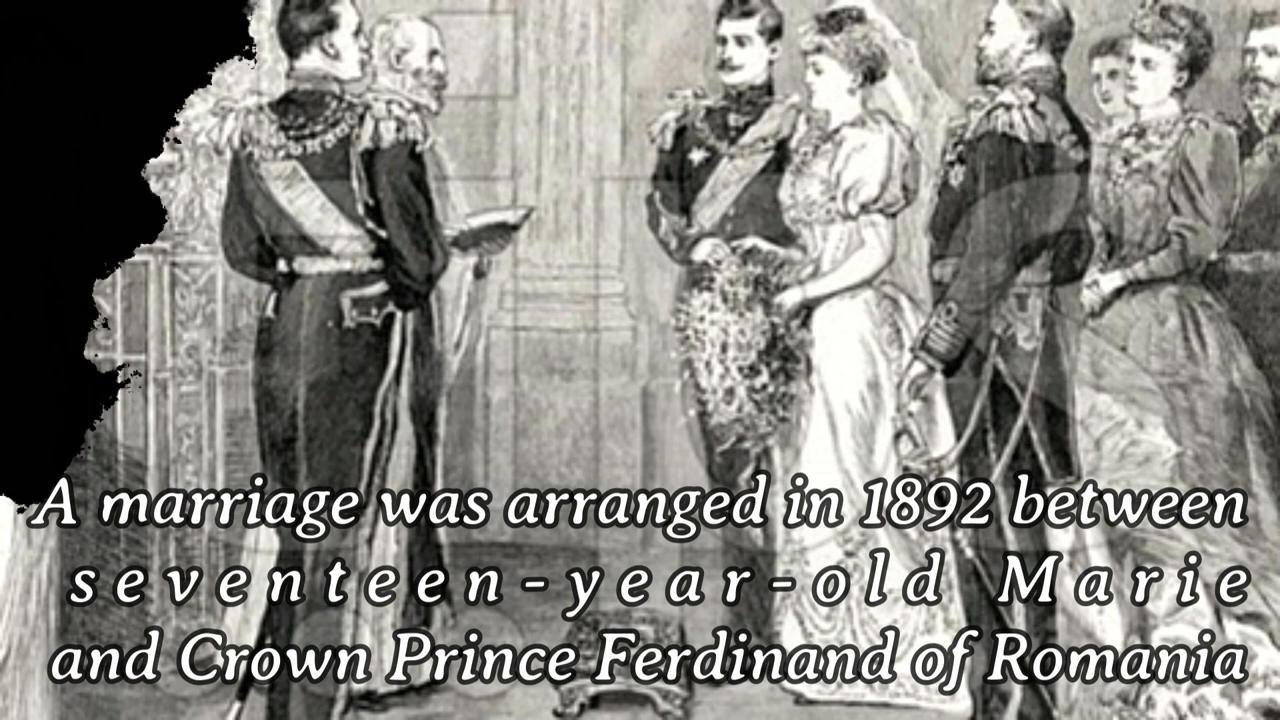 A marriage was arranged in 1892 between
seventeen-year-old Marie
and Crown Prince Ferdinand of Romania